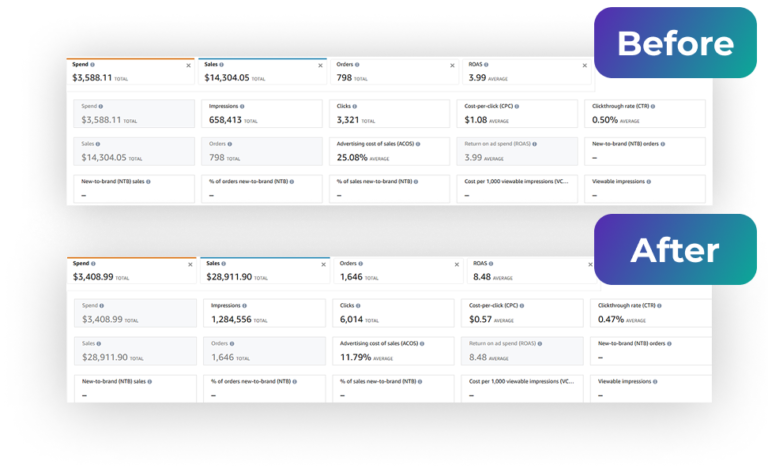 Before
Spend Sales Orders ROAS
$3,588.11 TOTAL $14,304.05 TOTAL 798 TOTAL 3.99 AVERAGE
Spend Impressions Clicks Cost-per-click (CPC) Clickthrough rate (CTR)
$3,588.11 TOTAL 658,413 TOTAL 3,321 TOTAL $1.08 AVERAGE 0.50% AVERAGE
Sales Orders Advertising cost of sales (ACOS) Return on ad spend (ROAS) New-to-brand (NTB) orders
$14,304.05 TOTAL 798 TOTAL 25.08% AVERAGE 3.99 AVERAGE –
New-to-brand (NTB) sales % of orders new-to-brand (NTB) % of sales new-to-brand (NTB) Cost per 1,000 viewable impressions (VC... Viewable impressions
– – – – –
After
Spend Sales Orders ROAS
$3,408.99 TOTAL $28,911.90 TOTAL 1,646 TOTAL 8.48 AVERAGE
Spend Impressions Clicks Cost-per-click (CPC) Clickthrough rate (CTR)
$3,408.99 TOTAL 1,284,556 TOTAL 6,014 TOTAL $0.57 AVERAGE 0.47% AVERAGE
Sales Orders Advertising cost of sales (ACOS) Return on ad spend (ROAS) New-to-brand (NTB) orders
$28,911.90 TOTAL 1,646 TOTAL 11.79% AVERAGE 8.48 AVERAGE –
New-to-brand (NTB) sales % of orders new-to-brand (NTB) % of sales new-to-brand (NTB) Cost per 1,000 viewable impressions (VC... Viewable impressions
– – – – –